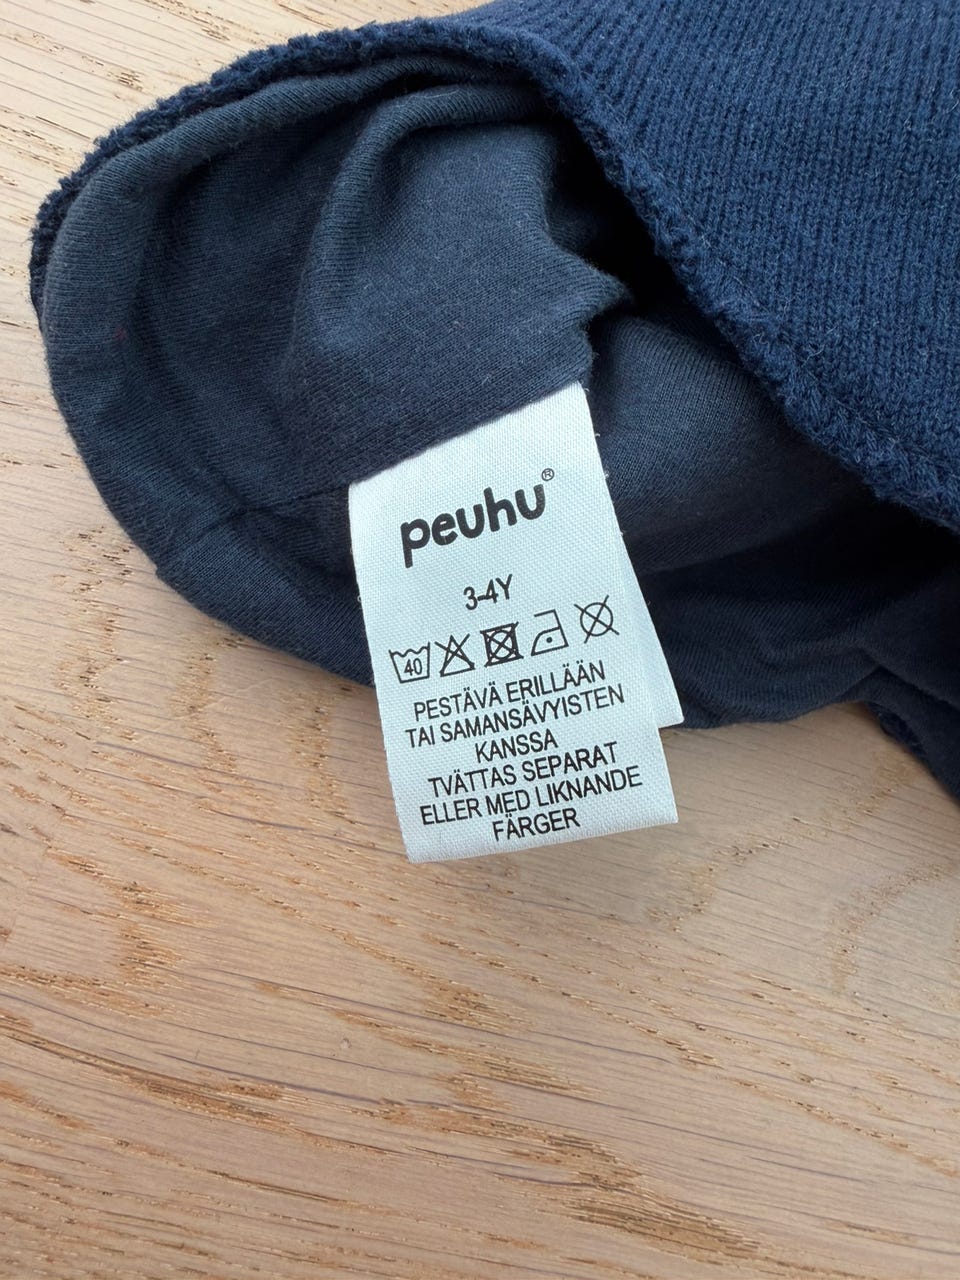 peuhu®
3-4Y
40
PESTÄVÄ ERILLÄÄN
TAI SAMANSÄVYISTEN
KANSSA
TVÄTTAS SEPARAT
ELLER MED LIKNANDE
FÄRGER